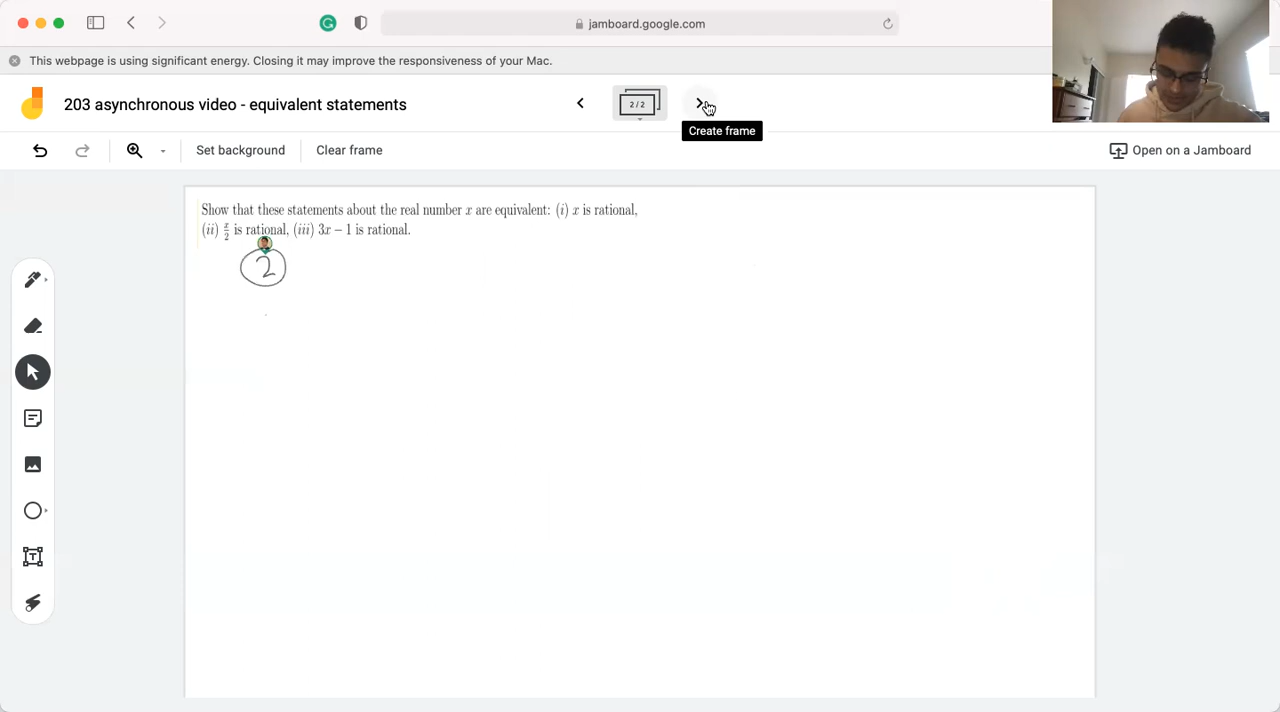 jamboard.google.com
This webpage is using significant energy. Closing it may improve the responsiveness of your Mac.
203 asynchronous video - equivalent statements
2 / 2
Create frame
Set background
Clear frame
Open on a Jamboard
Show that these statements about the real number x are equivalent: (i) x is rational,
(ii) x/2 is rational, (iii) 3x − 1 is rational.
2